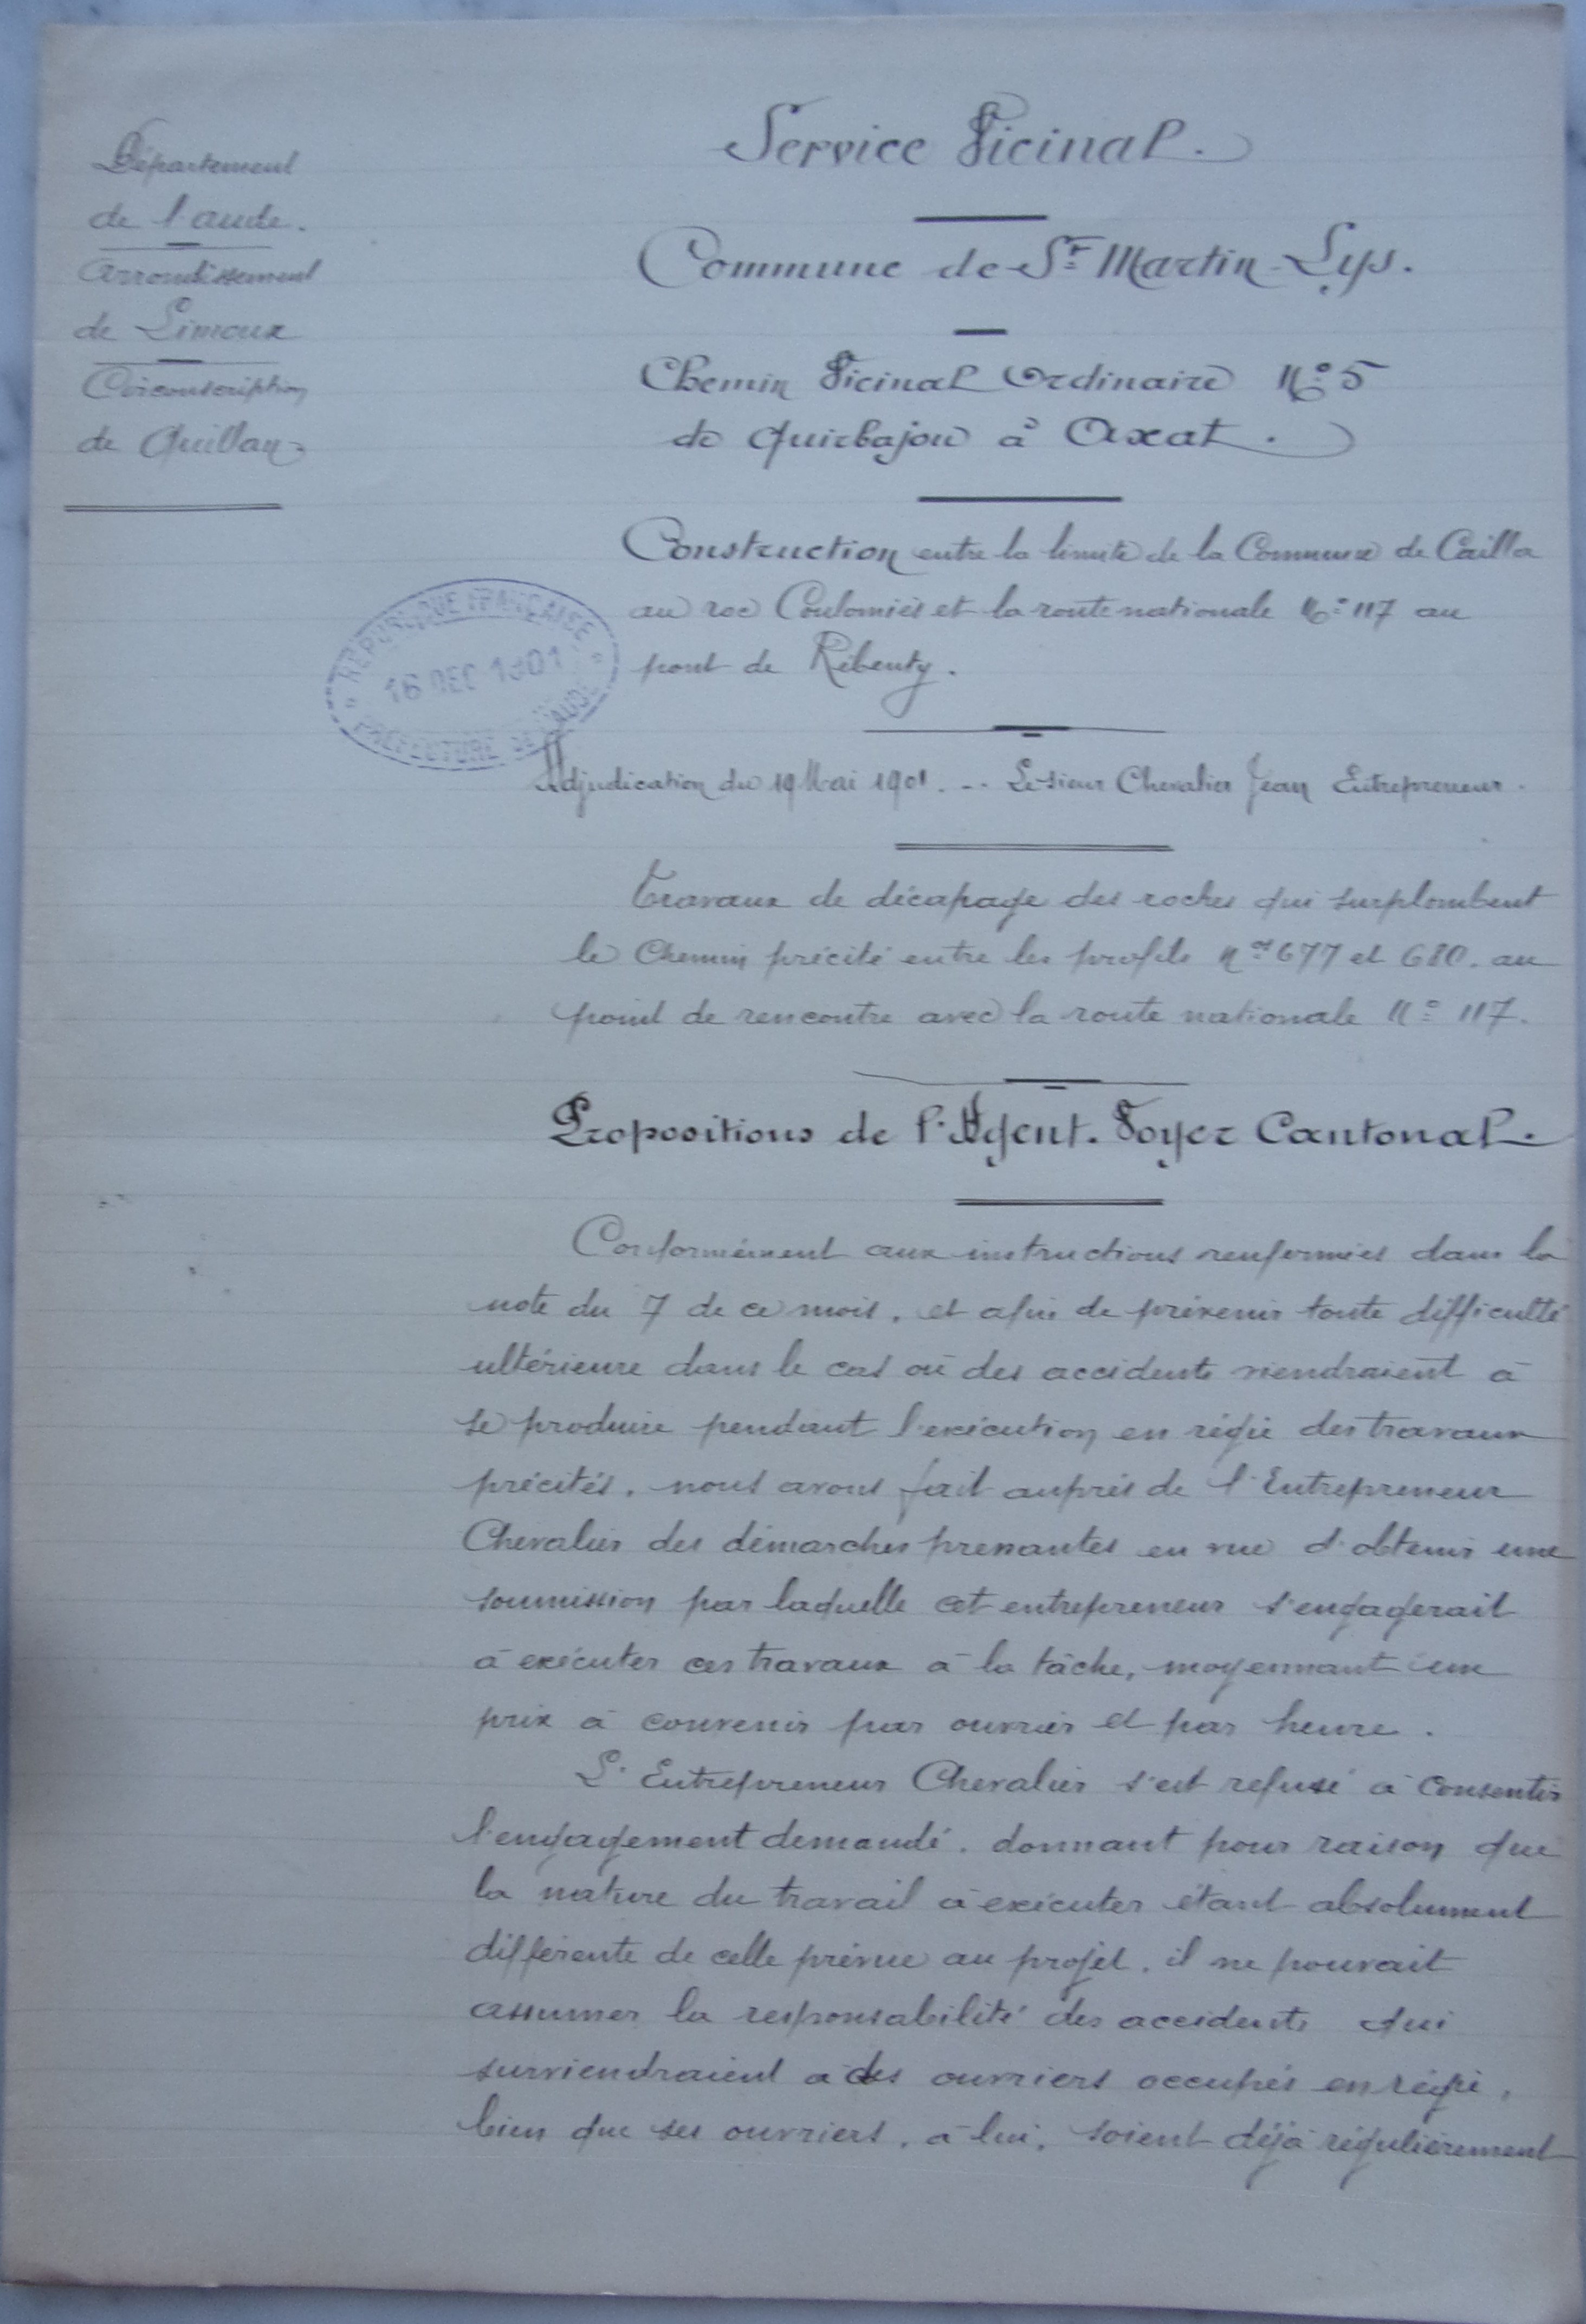 Département
de l'aude.
Arrondissement
de Limoux
Circonscription
de Quillan
Service Vicinal.
Commune de St Martin-Lys.
Chemin Vicinal Ordinaire No 5
de Quirbajou à Axat.
Construction entre la limite de la Commune de Cailla
au roc Coulomiès et la route nationale No 117 au
pont de Rébenty.
RÉPUBLIQUE FRANÇAISE
16 DEC 1901
PRÉFECTURE DE L'AUDE
Adjudication du 19 Mai 1901. -- Le sieur Chevalier Jean Entrepreneur.
Travaux de décapage des roches qui surplombent
le Chemin précité entre les profils nos 677 et 680. au
point de rencontre avec la route nationale No 117.
Propositions de l'Agent-Voyer Cantonal.
Conformément aux instructions renfermées dans la
note du 7 de ce mois, et afin de prévenir toute difficulté
ultérieure dans le cas où des accidents viendraient à
se produire pendant l'exécution en régie des travaux
précités, nous avons fait auprès de l'Entrepreneur
Chevalier des démarches pressantes en vue d'obtenir une
soumission par laquelle cet entrepreneur s'engagerait
à exécuter ces travaux à la tâche, moyennant un
prix à convenir par ouvrier et par heure.
L'Entrepreneur Chevalier s'est refusé à consentir
l'engagement demandé, donnant pour raison que
la nature du travail à exécuter étant absolument
différente de celle prévue au projet, il ne pouvait
assumer la responsabilité des accidents qui
surviendraient à des ouvriers occupés en régie,
bien que ses ouvriers, à lui, soient déjà régulièrement